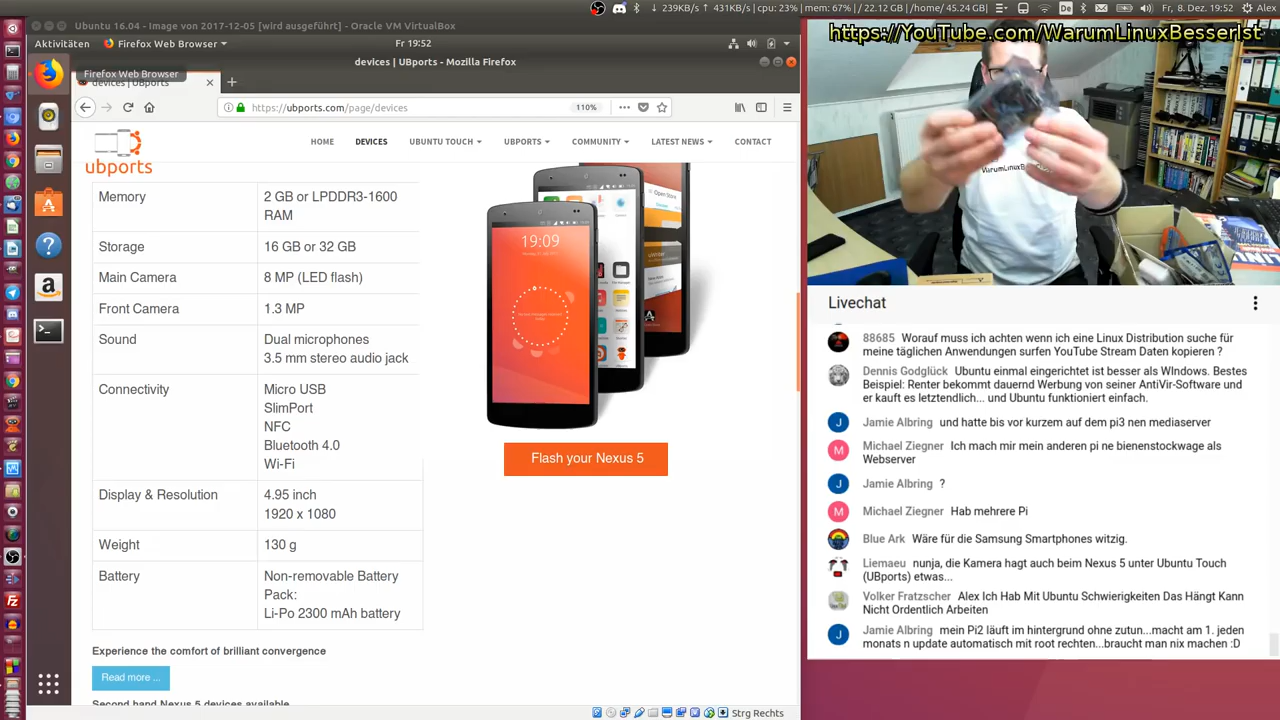 ↓ 239KB/s ↑ 431KB/s cpu: 23% mem: 67% / 22.12 GB /home/ 45.24 GB De Fr, 8. Dez, 19:52 Alex
Ubuntu 16.04 - Image von 2017-12-05 [wird ausgeführt] - Oracle VM VirtualBox
Aktivitäten Firefox Web Browser Fr 19:52
devices | UBports - Mozilla Firefox
Firefox Web Browser
devices | UBports
https://ubports.com/page/devices 110%
ubports
HOME DEVICES UBUNTU TOUCH UBPORTS COMMUNITY LATEST NEWS CONTACT
Memory 2 GB or LPDDR3-1600
RAM
Storage 16 GB or 32 GB
Main Camera 8 MP (LED flash)
Front Camera 1.3 MP
Sound Dual microphones
3.5 mm stereo audio jack
Connectivity Micro USB
SlimPort
NFC
Bluetooth 4.0
Wi-Fi
Display & Resolution 4.95 inch
1920 x 1080
Weight 130 g
Battery Non-removable Battery
Pack:
Li-Po 2300 mAh battery
19:09
Flash your Nexus 5
Experience the comfort of brilliant convergence
Read more ...
Second hand Nexus 5 devices available
Strg Rechts
https://YouTube.com/WarumLinuxBesserIst
Livechat
88685 Worauf muss ich achten wenn ich eine Linux Distribution suche für
meine täglichen Anwendungen surfen YouTube Stream Daten kopieren ?
Dennis Godglück Ubuntu einmal eingerichtet ist besser als WIndows. Bestes
Beispiel: Renter bekommt dauernd Werbung von seiner AntiVir-Software und
er kauft es letztendlich... und Ubuntu funktioniert einfach.
Jamie Albring und hatte bis vor kurzem auf dem pi3 nen mediaserver
M Michael Ziegner Ich mach mir mein anderen pi ne bienenstockwage als
Webserver
J Jamie Albring ?
M Michael Ziegner Hab mehrere Pi
Blue Ark Wäre für die Samsung Smartphones witzig.
Liemaeu nunja, die Kamera hagt auch beim Nexus 5 unter Ubuntu Touch
(UBports) etwas...
Volker Fratzscher Alex Ich Hab Mit Ubuntu Schwierigkeiten Das Hängt Kann
Nicht Ordentlich Arbeiten
J Jamie Albring mein Pi2 läuft im hintergrund ohne zutun...macht am 1. jeden
monats n update automatisch mit root rechten...braucht man nix machen :D